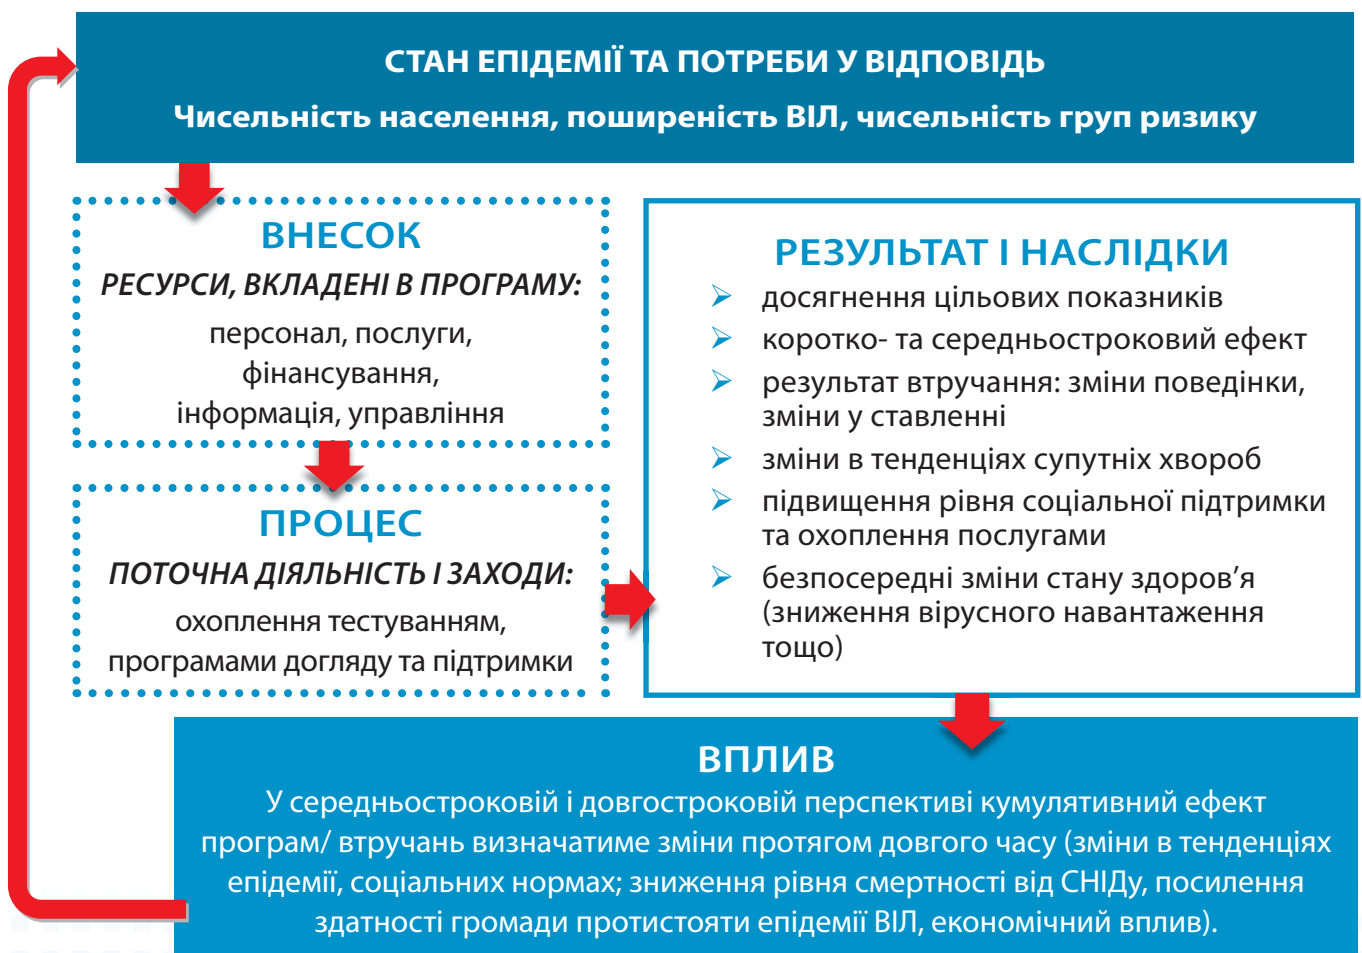 СТАН ЕПІДЕМІЇ ТА ПОТРЕБИ У ВІДПОВІДЬ
Чисельність населення, поширеність ВІЛ, чисельність груп ризику
ВНЕСОК
РЕСУРСИ, ВКЛАДЕНІ В ПРОГРАМУ:
персонал, послуги,
фінансування,
інформація, управління
ПРОЦЕС
ПОТОЧНА ДІЯЛЬНІСТЬ І ЗАХОДИ:
охоплення тестуванням,
програмами догляду та підтримки
РЕЗУЛЬТАТ І НАСЛІДКИ
досягнення цільових показників
коротко- та середньостроковий ефект
результат втручання: зміни поведінки,
зміни у ставленні
зміни в тенденціях супутніх хвороб
підвищення рівня соціальної підтримки
та охоплення послугами
безпосередні зміни стану здоров’я
(зниження вірусного навантаження
тощо)
ВПЛИВ
У середньостроковій і довгостроковій перспективі кумулятивний ефект
програм/ втручань визначатиме зміни протягом довгого часу (зміни в тенденціях
епідемії, соціальних нормах; зниження рівня смертності від СНІДу, посилення
здатності громади протистояти епідемії ВІЛ, економічний вплив).